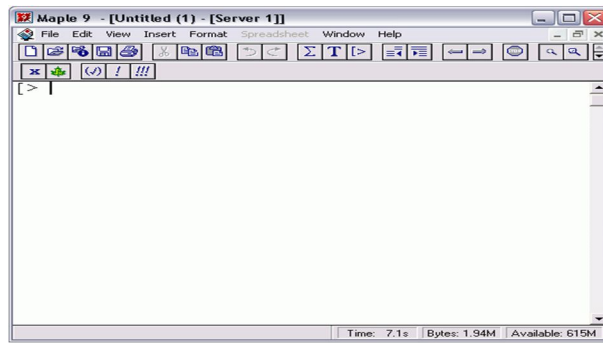 Maple 9 - [Untitled (1) - [Server 1]]
File Edit View Insert Format Spreadsheet Window Help
Σ T [>
x (√) ! !!!
[>
Time: 7.1s Bytes: 1.94M Available: 615M